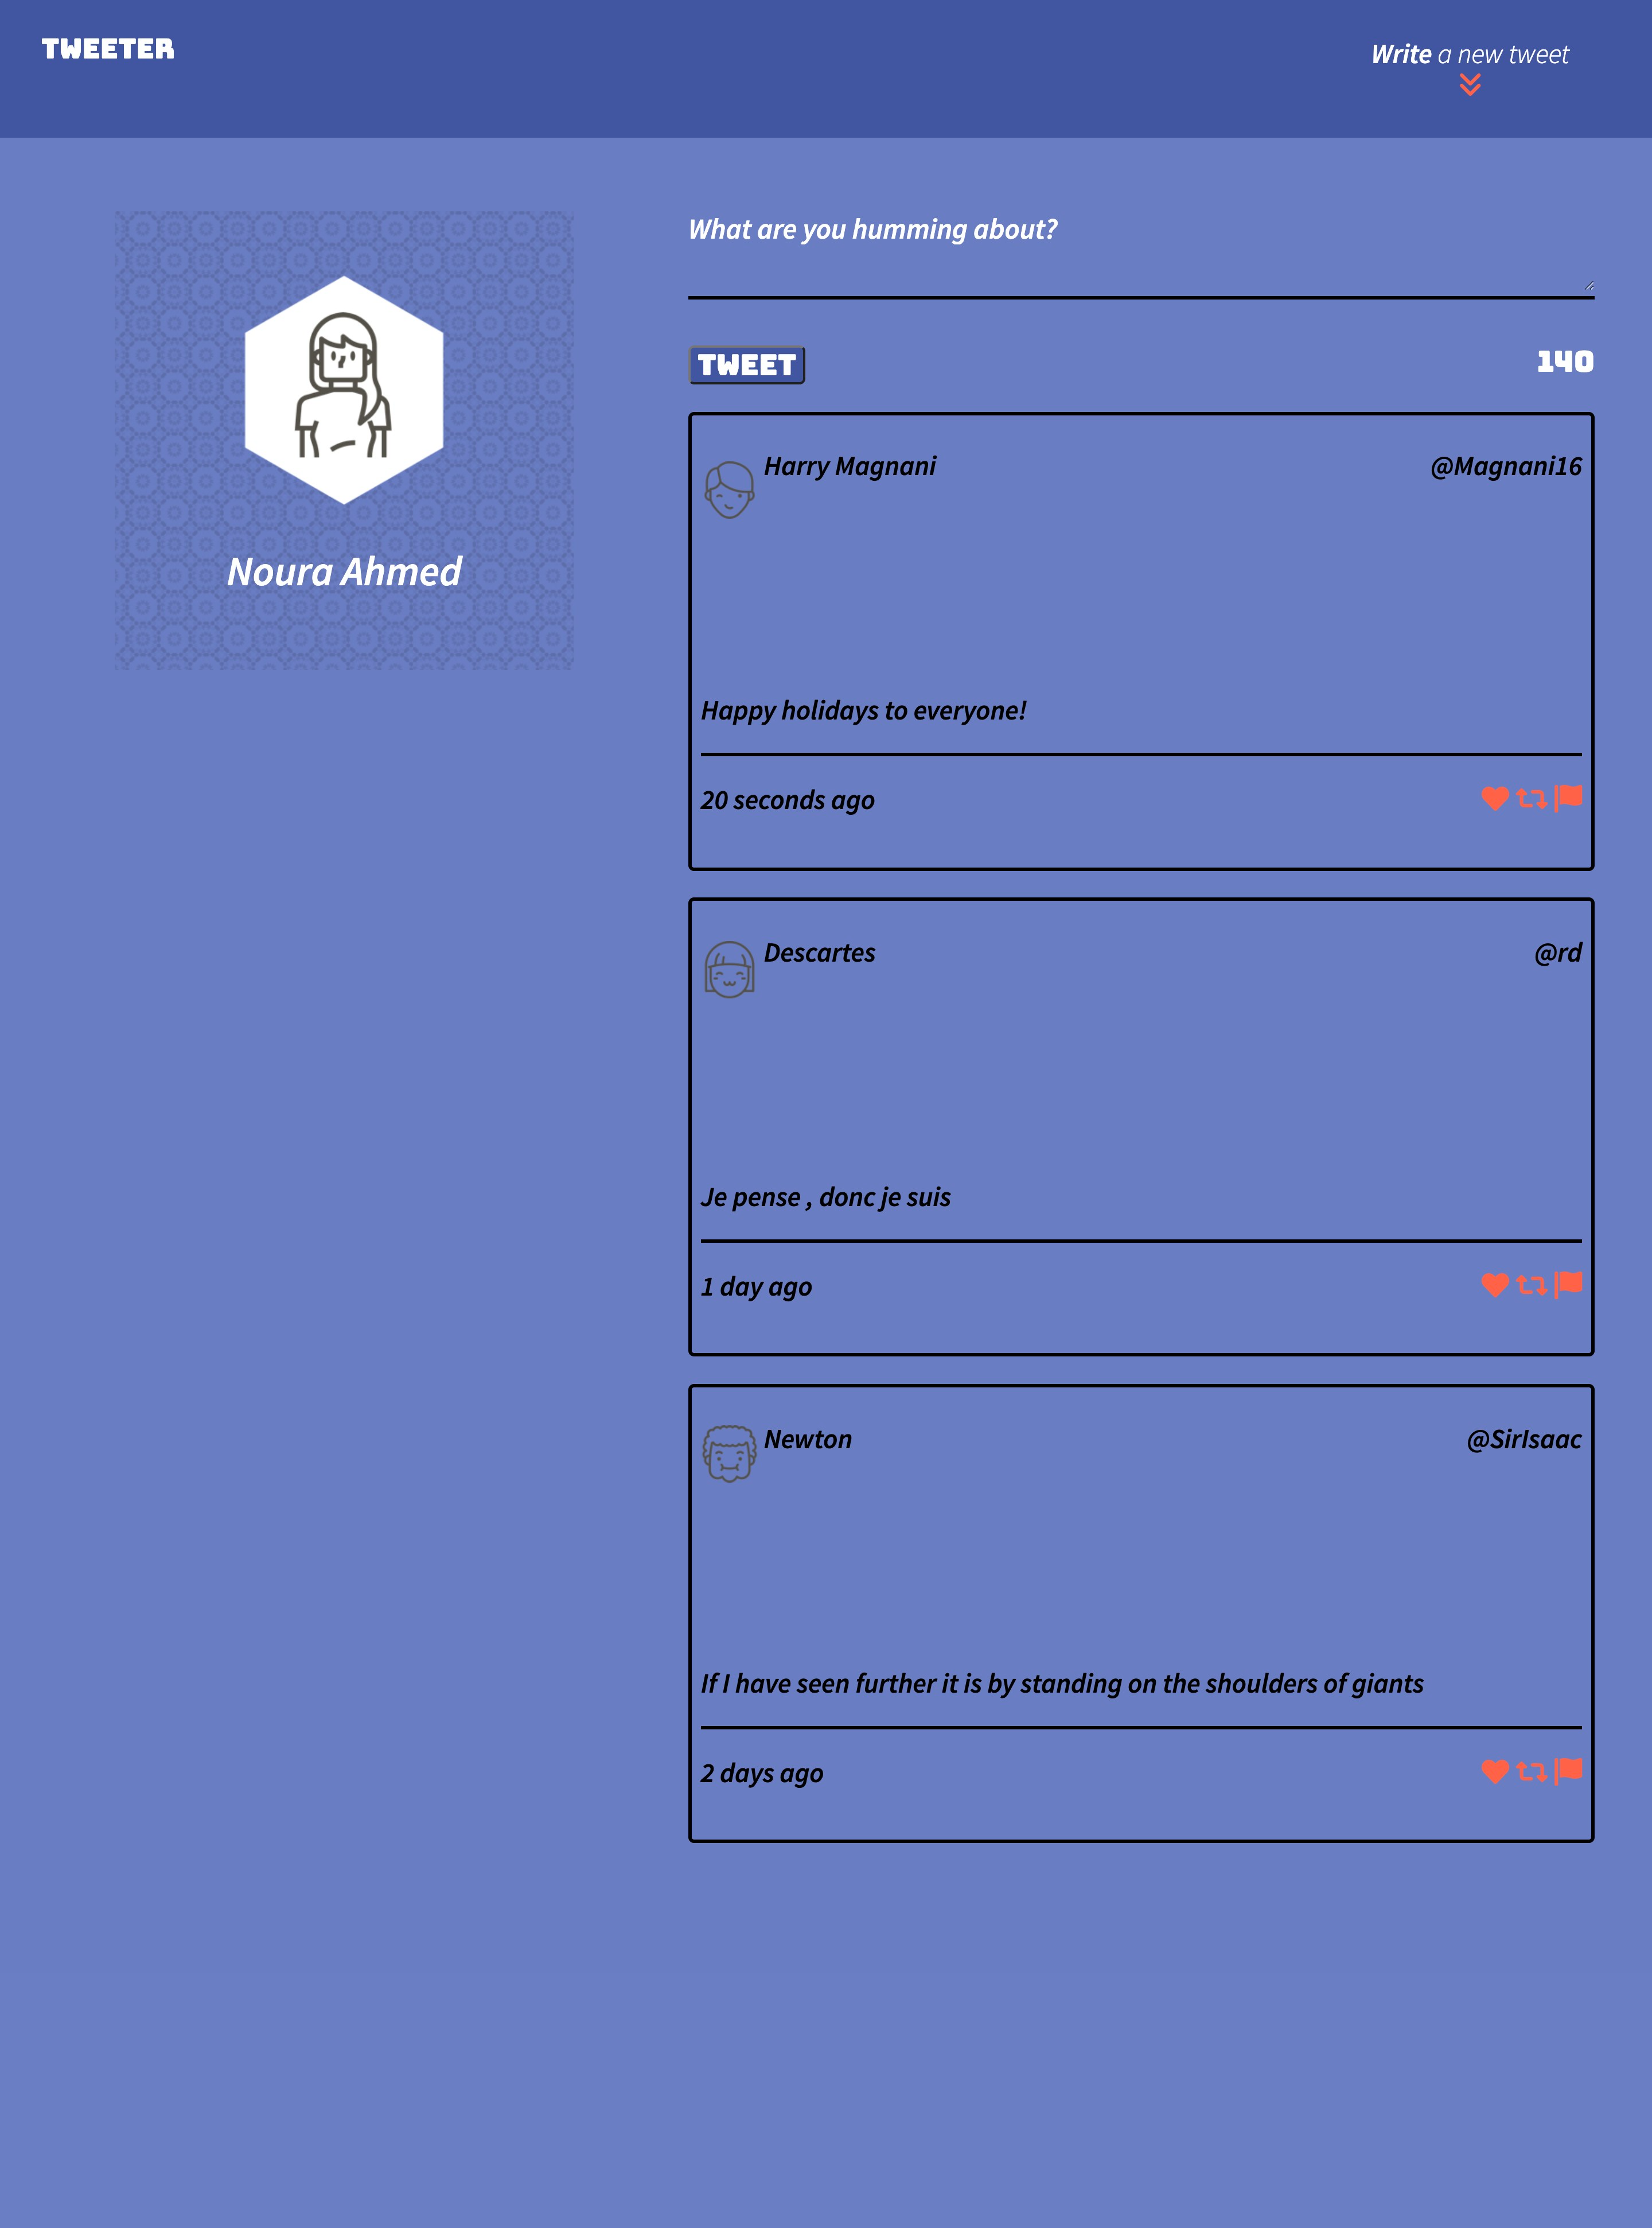 TWEETER
Write a new tweet
Noura Ahmed
What are you humming about?
TWEET 140
Harry Magnani @Magnani16
Happy holidays to everyone!
20 seconds ago
Descartes @rd
Je pense , donc je suis
1 day ago
Newton @SirIsaac
If I have seen further it is by standing on the shoulders of giants
2 days ago